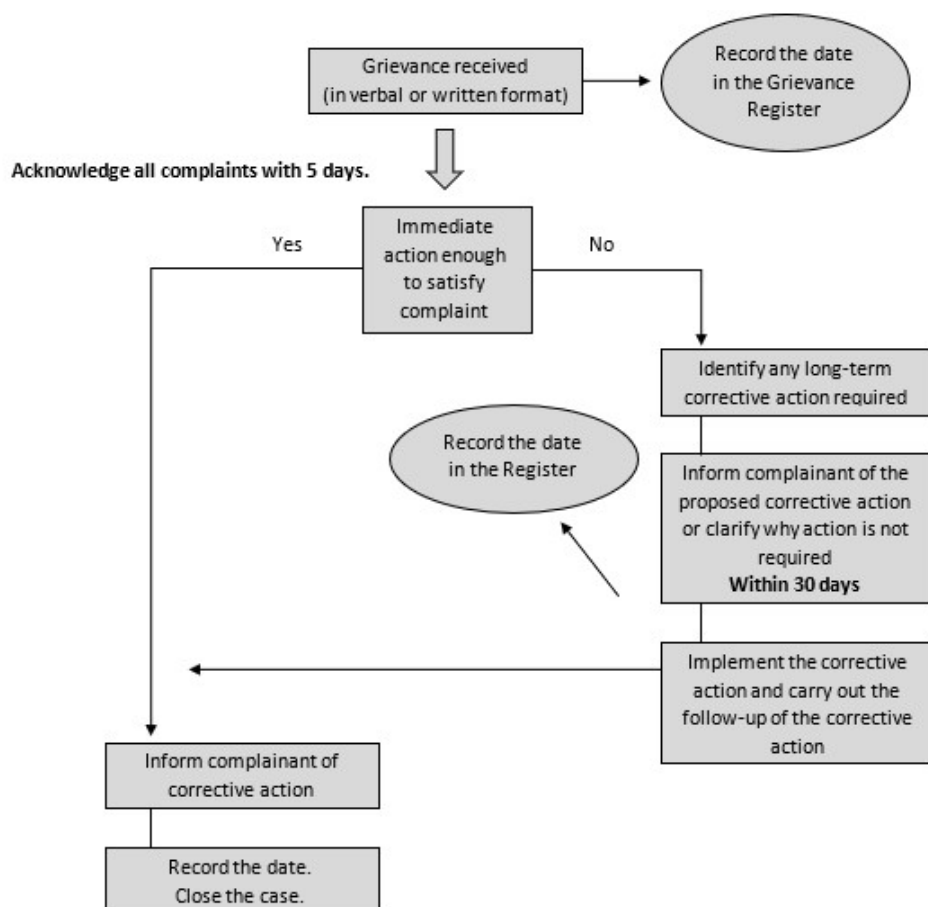 Grievance received
(in verbal or written format)
Record the date
in the Grievance
Register
Acknowledge all complaints with 5 days.
Immediate
action enough
to satisfy
complaint
Yes
No
Identify any long-term
corrective action required
Record the date
in the Register
Inform complainant of the
proposed corrective action
or clarify why action is not
required
Within 30 days
Implement the corrective
action and carry out the
follow-up of the corrective
action
Inform complainant of
corrective action
Record the date.
Close the case.